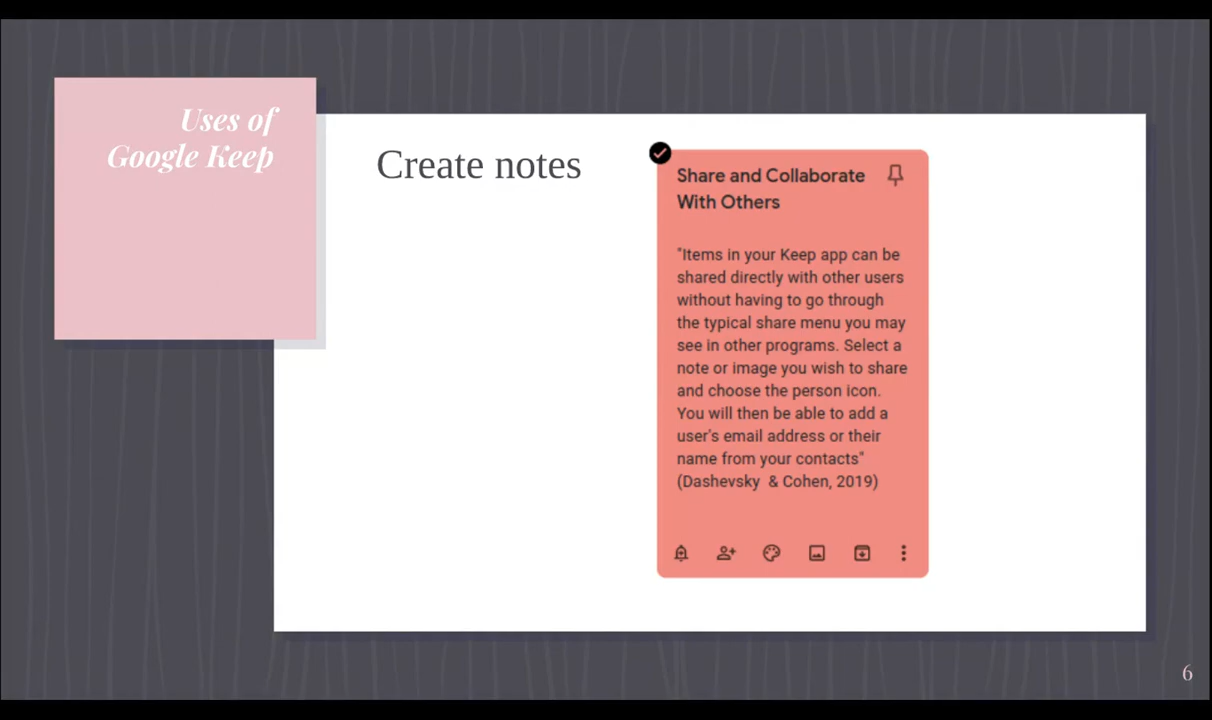 Uses of
Google Keep
Create notes
Share and Collaborate
With Others
"Items in your Keep app can be
shared directly with other users
without having to go through
the typical share menu you may
see in other programs. Select a
note or image you wish to share
and choose the person icon.
You will then be able to add a
user's email address or their
name from your contacts"
(Dashevsky & Cohen, 2019)
6